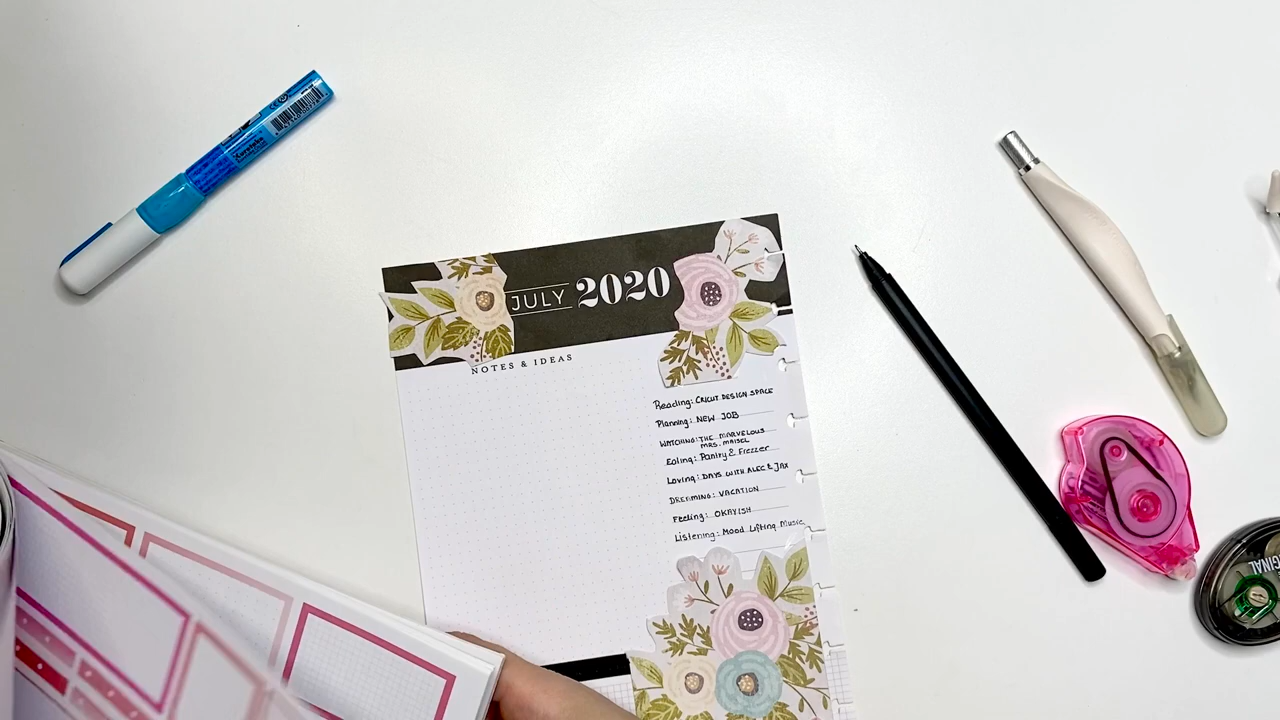 JULY 2020
NOTES & IDEAS
Reading: CRICUT DESIGN SPACE
Planning: NEW JOB
WATCHING: THE MARVELOUS
MRS. MAISEL
Eating: Pantry & Frezzer
Loving: DAYS WITH ALEC & JAX
DREAMING: VACATION
Feeling: OKAYISH
Listening: Mood Lifting Music